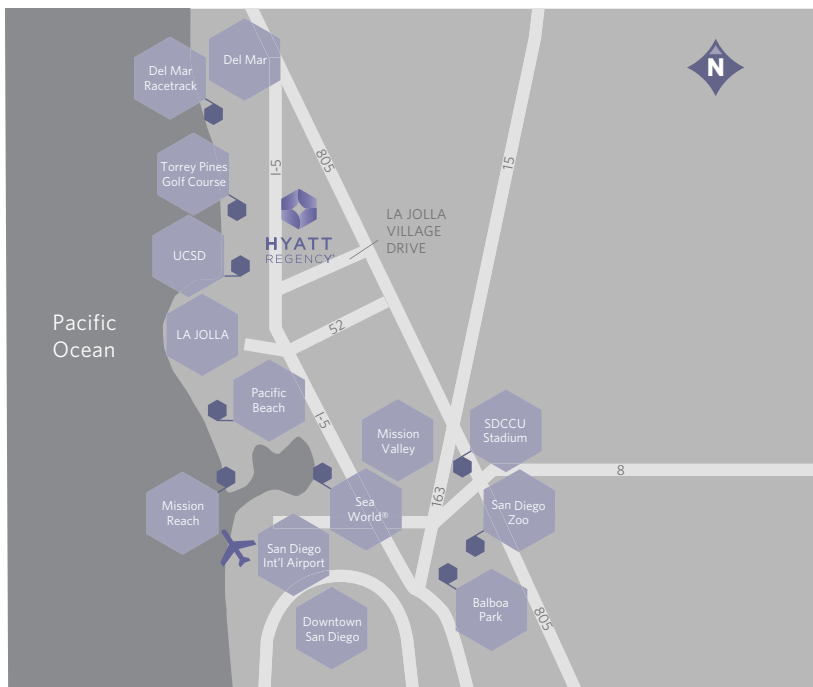 Del Mar
N
Del Mar
Racetrack
I-5
805
15
Torrey Pines
Golf Course
HYATT
REGENCY®
LA JOLLA
VILLAGE
DRIVE
UCSD
Pacific
Ocean
LA JOLLA
52
Pacific
Beach
I-5
Mission
Valley
SDCCU
Stadium
8
163
Mission
Reach
Sea
World®
San Diego
Zoo
San Diego
Int'l Airport
Balboa
Park
805
Downtown
San Diego